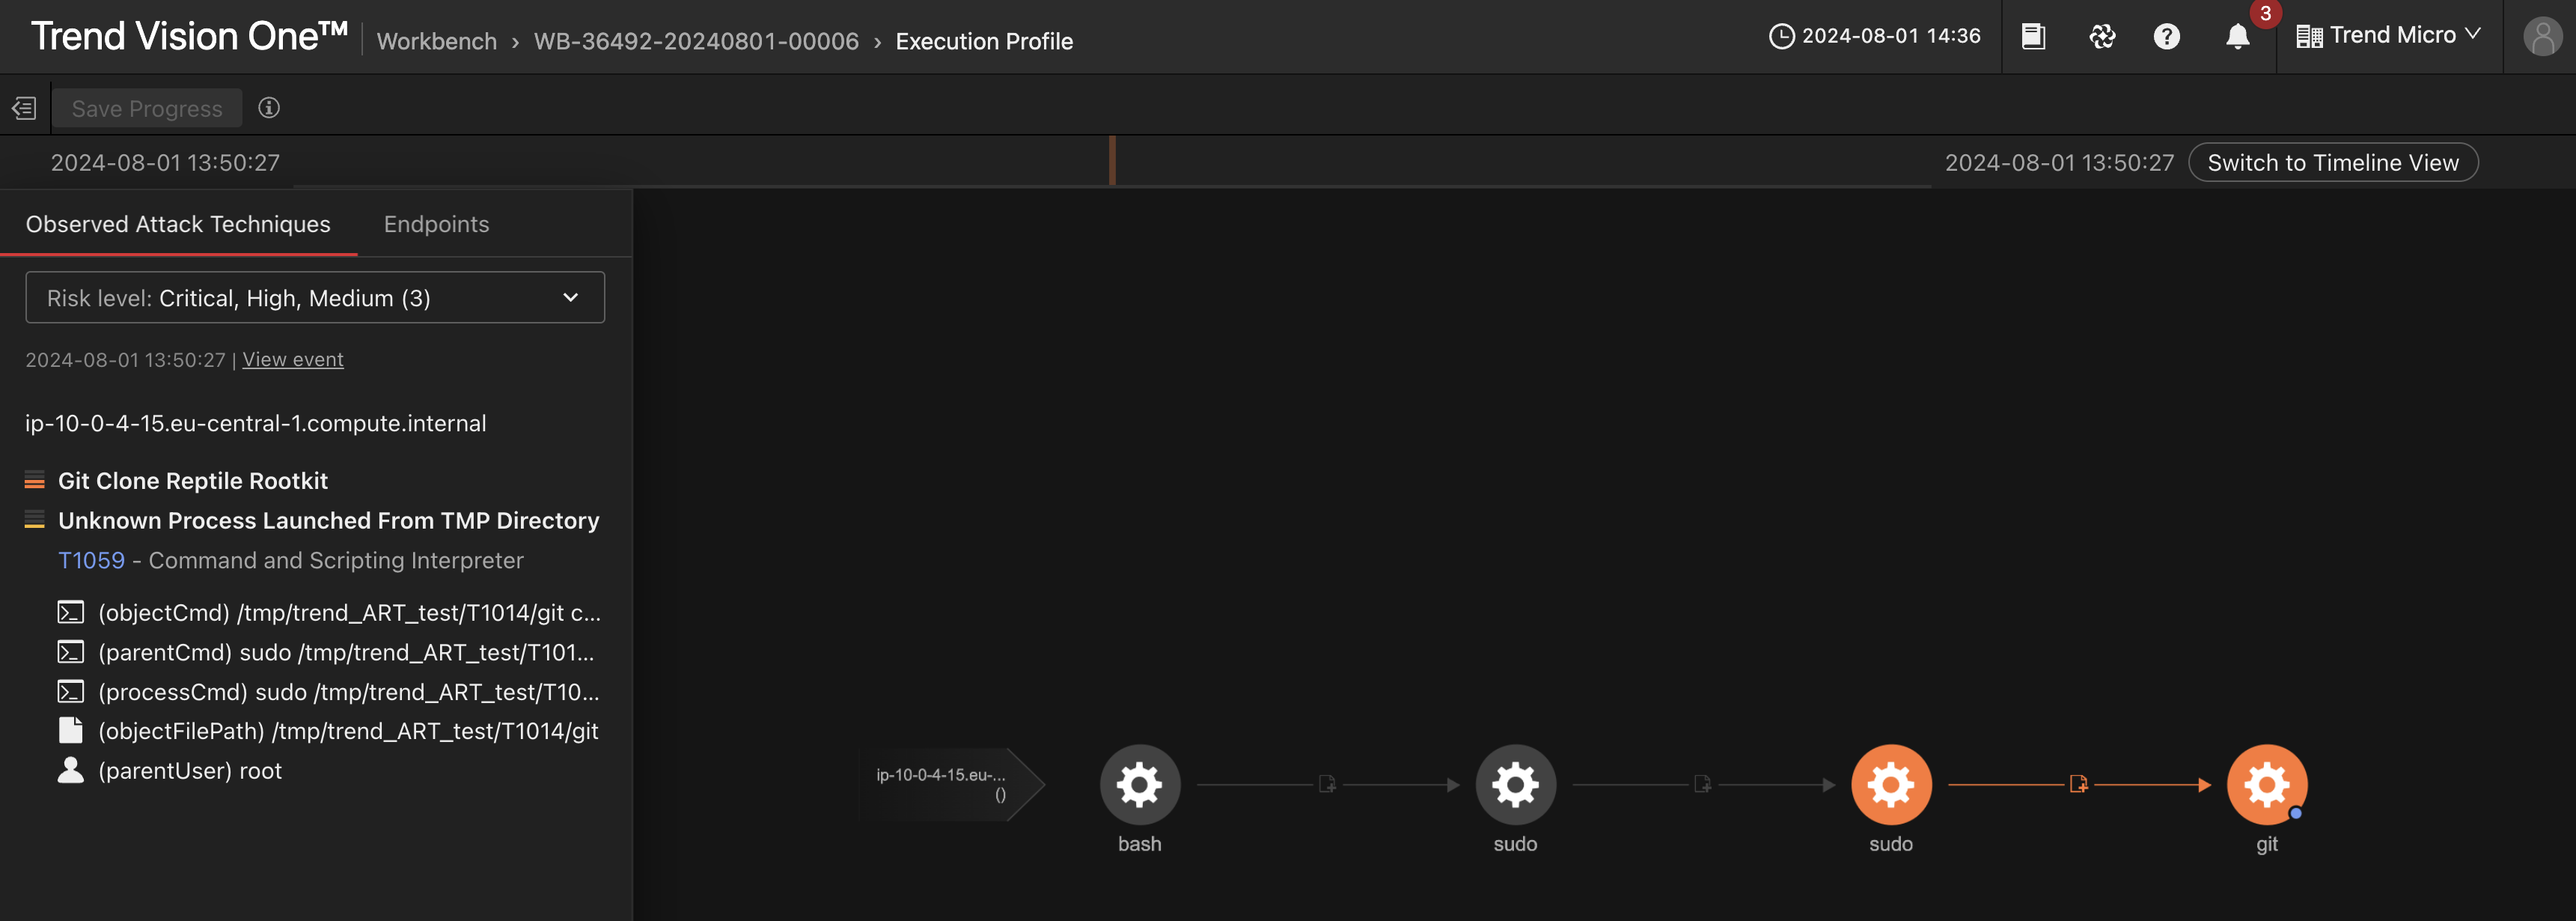 Trend Vision One™ Workbench › WB-36492-20240801-00006 › Execution Profile 2024-08-01 14:36 3 Trend Micro
Save Progress
2024-08-01 13:50:27 2024-08-01 13:50:27 Switch to Timeline View
Observed Attack Techniques Endpoints
Risk level: Critical, High, Medium (3)
2024-08-01 13:50:27 | View event
ip-10-0-4-15.eu-central-1.compute.internal
Git Clone Reptile Rootkit
Unknown Process Launched From TMP Directory
T1059 - Command and Scripting Interpreter
(objectCmd) /tmp/trend_ART_test/T1014/git c...
(parentCmd) sudo /tmp/trend_ART_test/T101...
(processCmd) sudo /tmp/trend_ART_test/T10...
(objectFilePath) /tmp/trend_ART_test/T1014/git
(parentUser) root
ip-10-0-4-15.eu-...
()
bash sudo sudo git